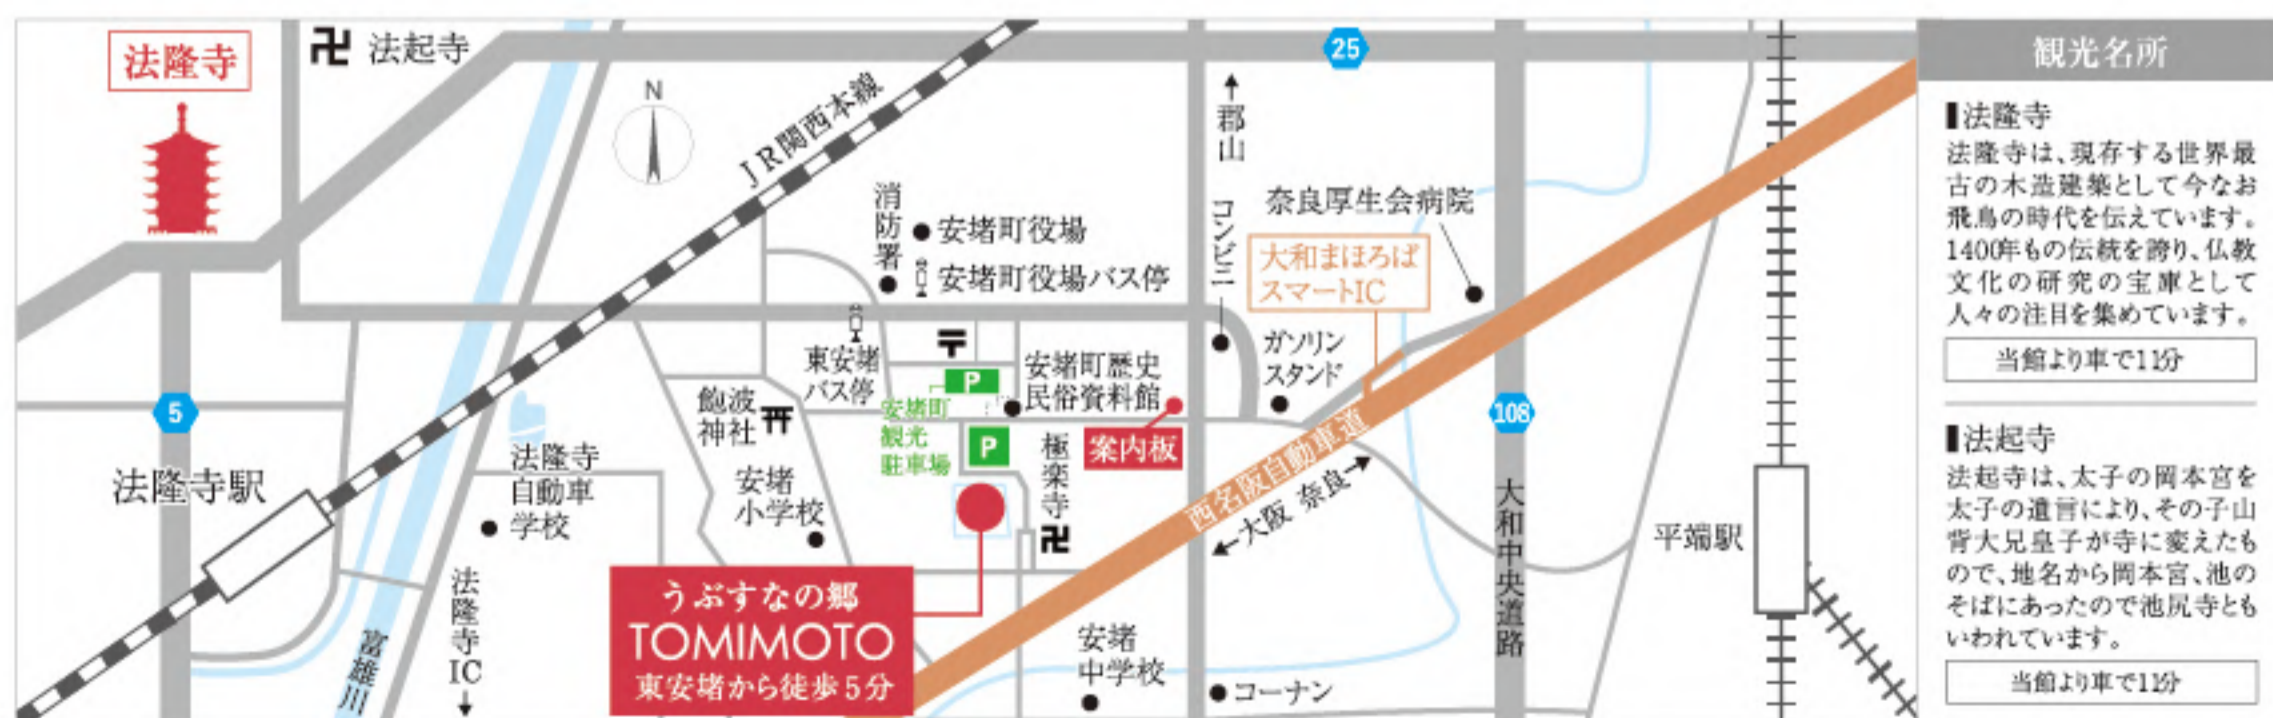 法隆寺
法起寺
25
N
JR関西本線
郡山
コンビニ
奈良厚生会病院
大和まほろば
スマートIC
消防署
安堵町役場
安堵町役場バス停
東安堵
バス停
安堵町歴史
民俗資料館
P
安堵町
観光
駐車場
P
飽波
神社
極楽寺
案内板
ガソリン
スタンド
西名阪自動車道
←大阪 奈良→
108
大和中央道路
平端駅
5
法隆寺駅
法隆寺
自動車
学校
安堵
小学校
法隆寺IC
富雄川
うぶすなの郷
TOMIMOTO
東安堵から徒歩5分
安堵
中学校
コーナン
観光名所
法隆寺
法隆寺は、現存する世界最
古の木造建築として今なお
飛鳥の時代を伝えています。
1400年もの伝統を誇り、仏教
文化の研究の宝庫として
人々の注目を集めています。
当館より車で11分
法起寺
法起寺は、太子の岡本宮を
太子の遺言により、その子山
背大兄皇子が寺に変えたも
ので、地名から岡本宮、池の
そばにあったので池尻寺とも
いわれています。
当館より車で11分